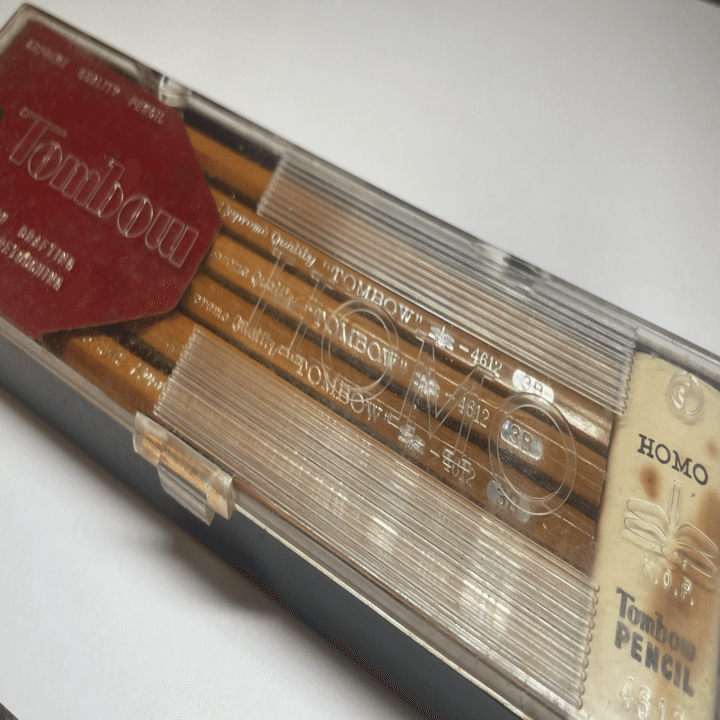 QUALITY PENCIL
Tombow
DRAFTING
Supreme Quality "TOMBOW" - 4612 3B
Quality "TOMBOW" - 4612 3B
Supreme Quality "TOMBOW" - 4612
HOMO
HOMO
Tombow
PENCIL